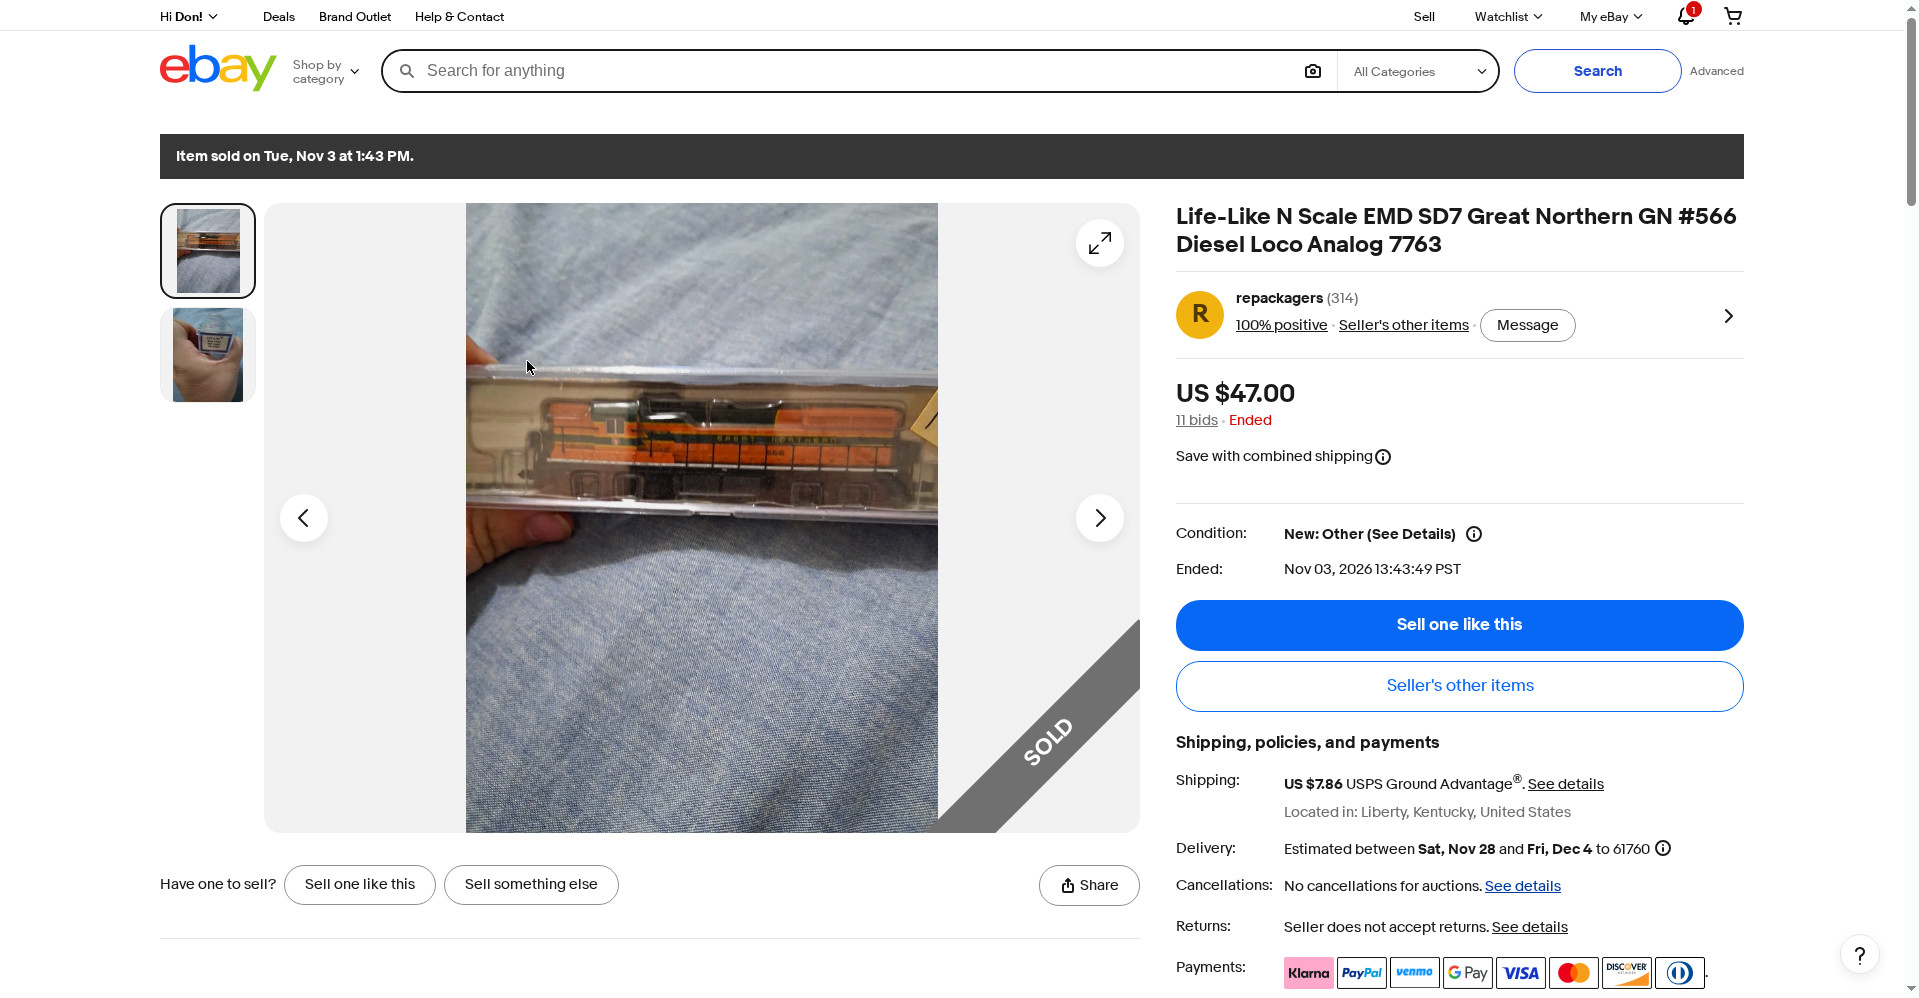 Hi Don!
Deals
Brand Outlet
Help & Contact
Sell
Watchlist
My eBay
1
ebay
Shop by
category
Search for anything
All Categories
Search
Advanced
Item sold on Tue, Nov 3 at 1:43 PM.
GREAT NORTHERN
566
SOLD
Have one to sell?
Sell one like this
Sell something else
Share
Life-Like N Scale EMD SD7 Great Northern GN #566
Diesel Loco Analog 7763
R
repackagers (314)
100% positive · Seller's other items · Message
US $47.00
11 bids · Ended
Save with combined shipping
Condition: New: Other (See Details)
Ended: Nov 03, 2026 13:43:49 PST
Sell one like this
Seller's other items
Shipping, policies, and payments
Shipping: US $7.86 USPS Ground Advantage®. See details
Located in: Liberty, Kentucky, United States
Delivery: Estimated between Sat, Nov 28 and Fri, Dec 4 to 61760
Cancellations: No cancellations for auctions. See details
Returns: Seller does not accept returns. See details
Payments: Klarna PayPal venmo G Pay VISA DISCOVER .
?